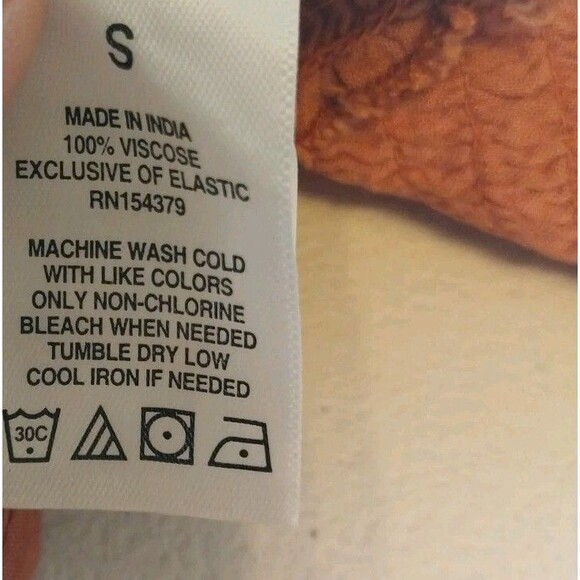 S
MADE IN INDIA
100% VISCOSE
EXCLUSIVE OF ELASTIC
RN154379
MACHINE WASH COLD
WITH LIKE COLORS
ONLY NON-CHLORINE
BLEACH WHEN NEEDED
TUMBLE DRY LOW
COOL IRON IF NEEDED
30C